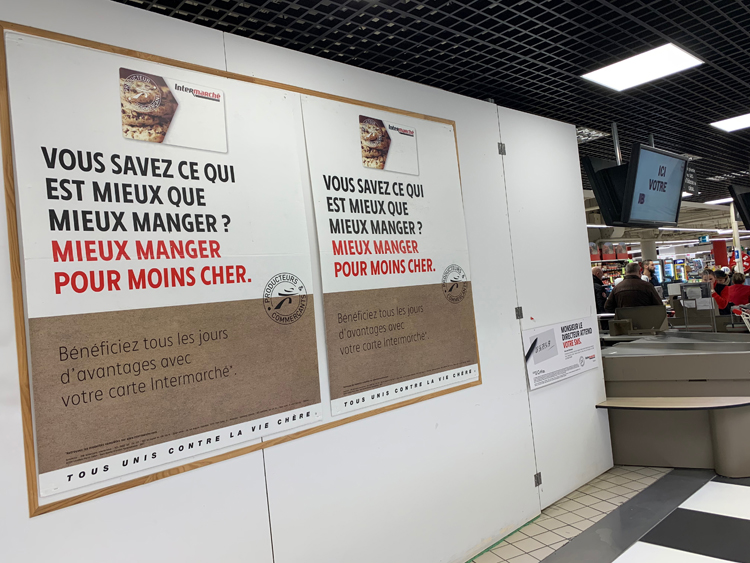 Intermarché
VOUS SAVEZ CE QUI
EST MIEUX QUE
MIEUX MANGER ?
MIEUX MANGER
POUR MOINS CHER.
PRODUCTEURS &
COMMERÇANTS
Bénéficiez tous les jours
d'avantages avec
votre carte Intermarché*.
TOUS UNIS CONTRE LA VIE CHÈRE.
Intermarché
VOUS SAVEZ CE QUI
EST MIEUX QUE
MIEUX MANGER ?
MIEUX MANGER
POUR MOINS CHER.
PRODUCTEURS &
COMMERÇANTS
Bénéficiez tous les jours
d'avantages avec
votre carte Intermarché*
TOUS UNIS CONTRE LA VIE CHÈRE.
MONSIEUR LE
DIRECTEUR ATTEND
VOTRE SMS.
ICI
VOTRE